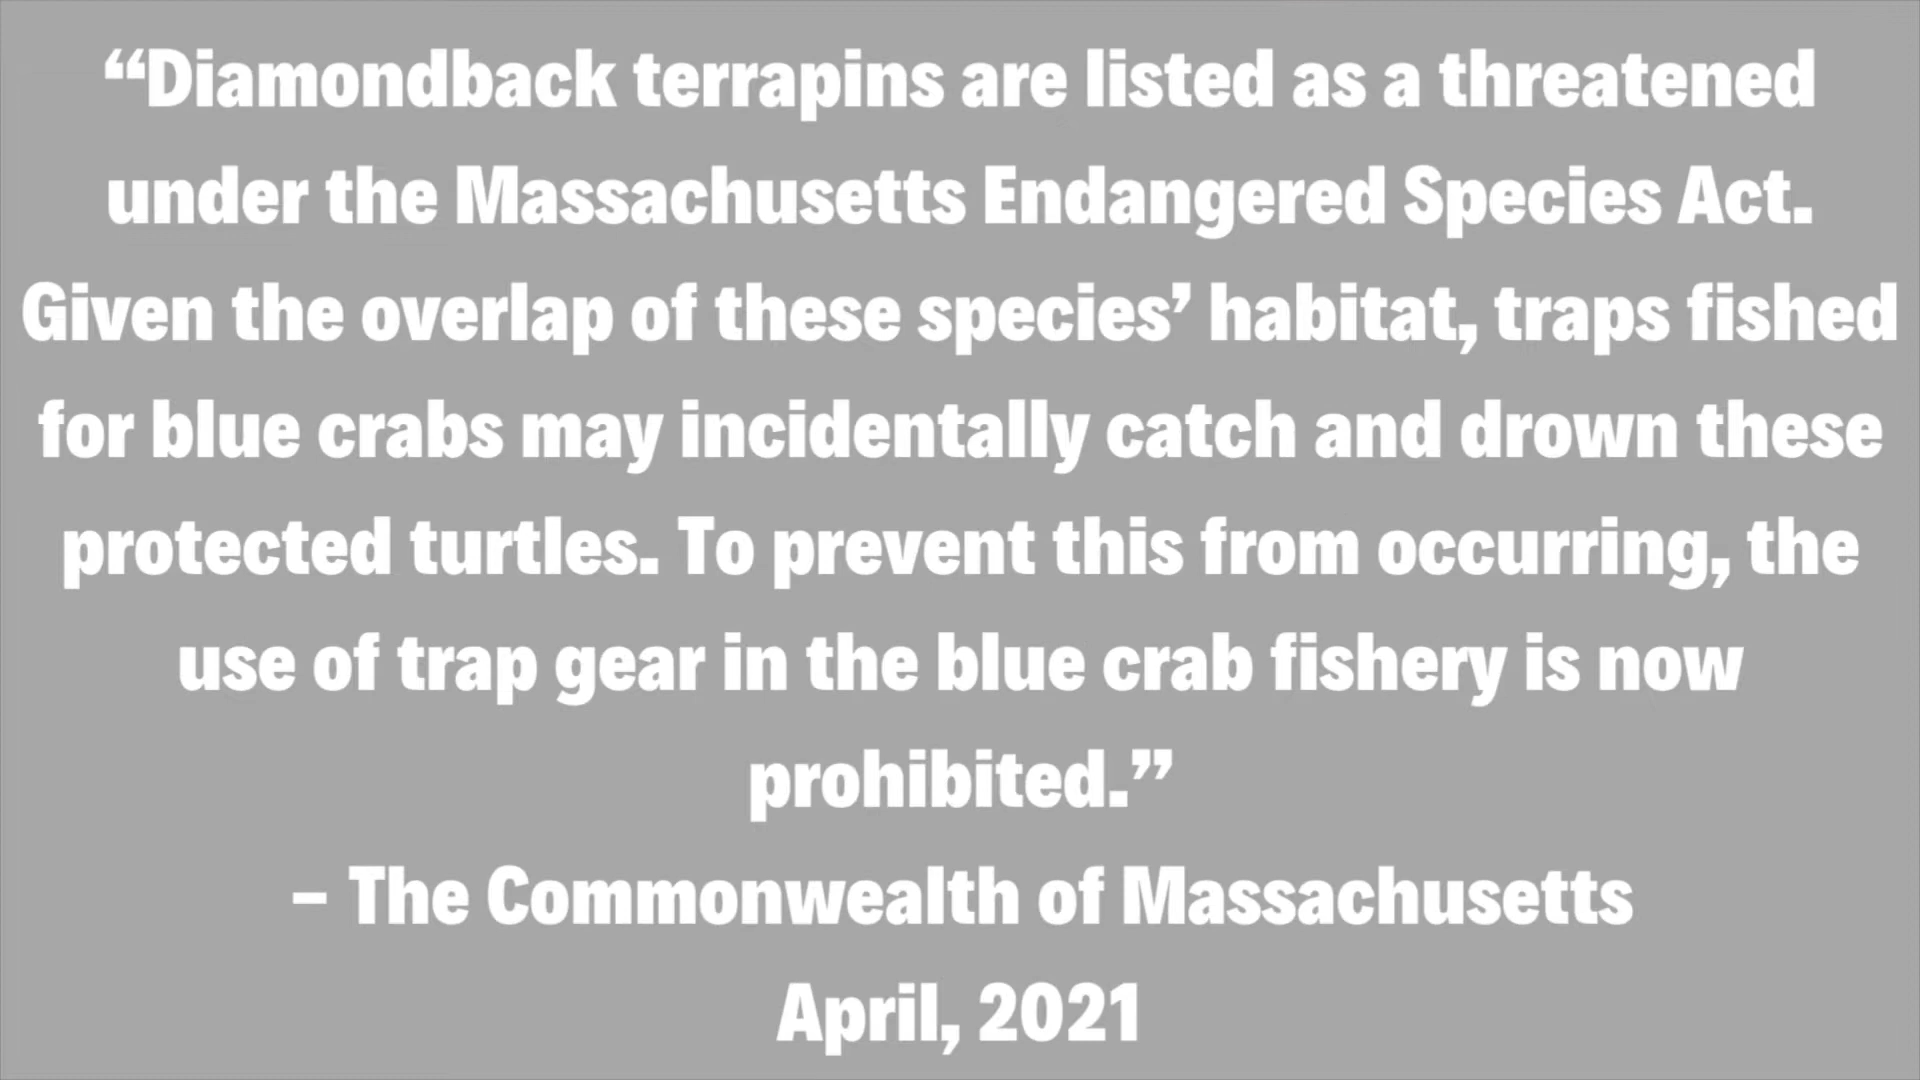 “Diamondback terrapins are listed as a threatened
under the Massachusetts Endangered Species Act.
Given the overlap of these species’ habitat, traps fished
for blue crabs may incidentally catch and drown these
protected turtles. To prevent this from occurring, the
use of trap gear in the blue crab fishery is now
prohibited.”
– The Commonwealth of Massachusetts
April, 2021